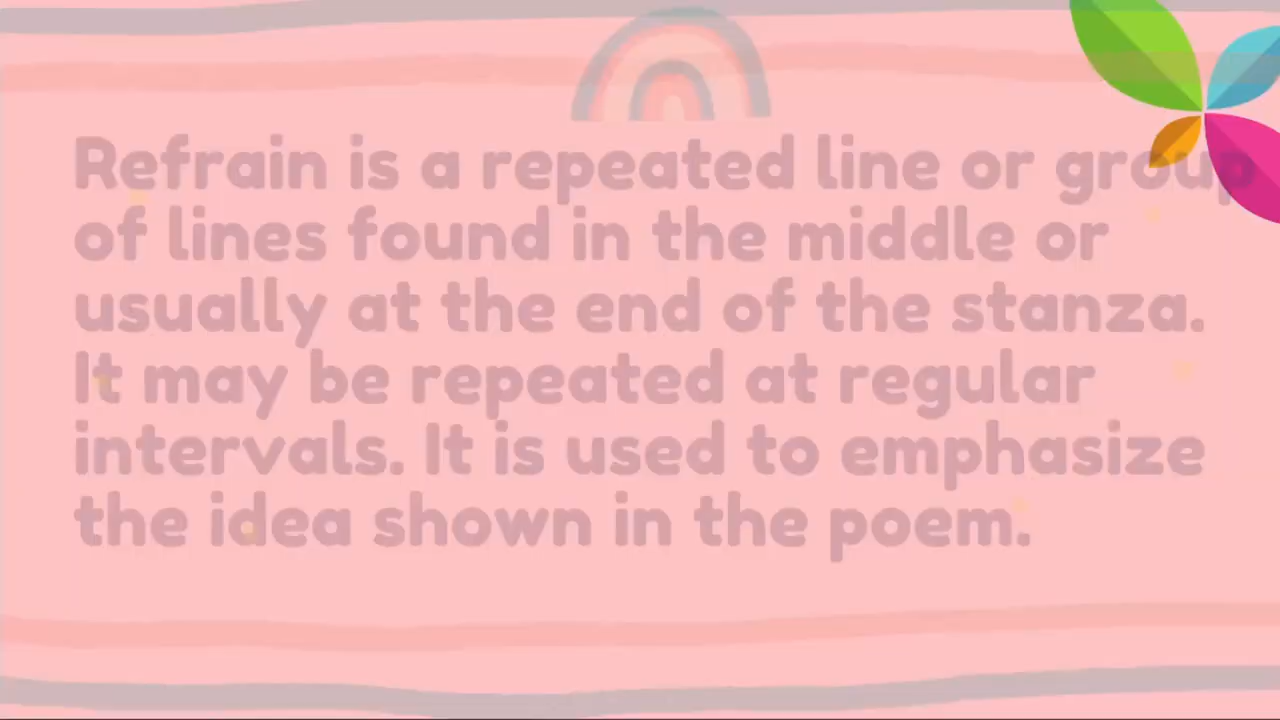 Refrain is a repeated line or group
of lines found in the middle or
usually at the end of the stanza.
It may be repeated at regular
intervals. It is used to emphasize
the idea shown in the poem.